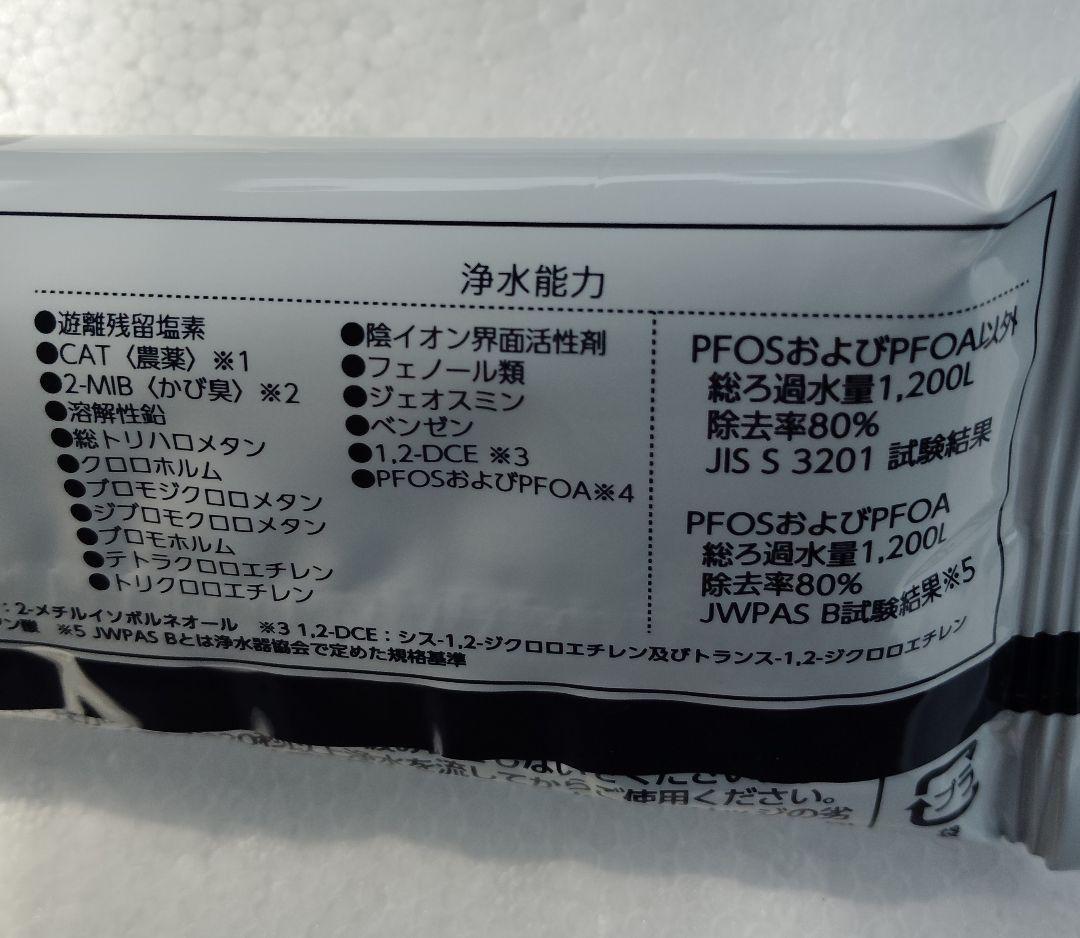 浄水能力
●遊離残留塩素
●CAT〈農薬〉※1
●2-MIB〈かび臭〉※2
●溶解性鉛
●総トリハロメタン
●クロロホルム
●ブロモジクロロメタン
●ジブロモクロロメタン
●ブロモホルム
●テトラクロロエチレン
●トリクロロエチレン
●陰イオン界面活性剤
●フェノール類
●ジェオスミン
●ベンゼン
●1,2-DCE ※3
●PFOSおよびPFOA※4
PFOSおよびPFOA以外
総ろ過水量1,200L
除去率80%
JIS S 3201 試験結果
PFOSおよびPFOA
総ろ過水量1,200L
除去率80%
JWPAS B試験結果※5
：2-メチルイソボルネオール ※3 1,2-DCE：シス-1,2-ジクロロエチレン及びトランス-1,2-ジクロロエチレン
ン酸 ※5 JWPAS Bとは浄水器協会で定めた規格基準
浄水を流してからご使用ください。
の劣
プラ
袋